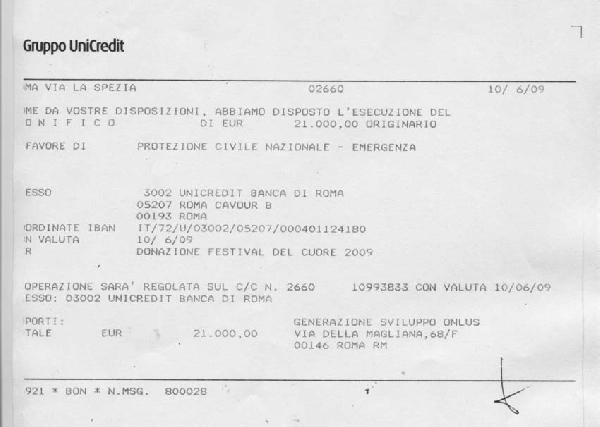 Gruppo UniCredit
MA VIA LA SPEZIA 02660 10/ 6/09
ME DA VOSTRE DISPOSIZIONI, ABBIAMO DISPOSTO L'ESECUZIONE DEL
O N I F I C O DI EUR 21.000,00 ORIGINARIO
FAVORE DI PROTEZIONE CIVILE NAZIONALE - EMERGENZA
ESSO 3002 UNICREDIT BANCA DI ROMA
05207 ROMA CAVOUR B
00193 ROMA
ORDINATE IBAN IT/72/U/03002/05207/000401124180
N VALUTA 10/ 6/09
R DONAZIONE FESTIVAL DEL CUORE 2009
OPERAZIONE SARA' REGOLATA SUL C/C N. 2660 10993833 CON VALUTA 10/06/09
ESSO: 03002 UNICREDIT BANCA DI ROMA
PORTI: GENERAZIONE SVILUPPO ONLUS
TALE EUR 21.000,00 VIA DELLA MAGLIANA,68/F
00146 ROMA RM
921 * BON * N.MSG. 800028